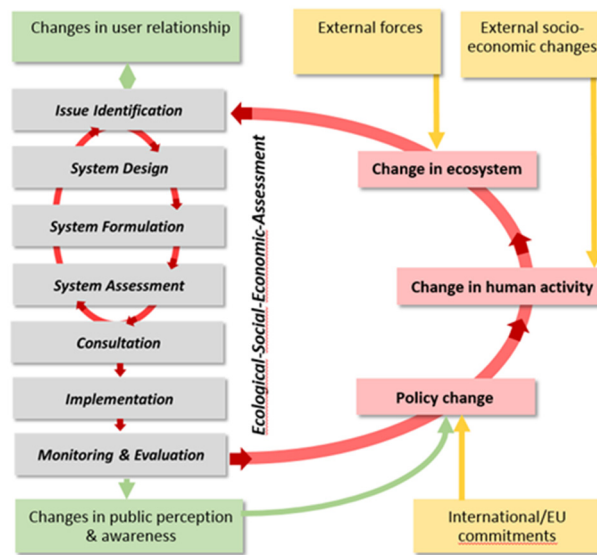 Changes in user relationship
External forces
External socio-
economic changes
Issue Identification
System Design
System Formulation
System Assessment
Consultation
Implementation
Monitoring & Evaluation
Changes in public perception
& awareness
Ecological-Social-Economic-Assessment
Change in ecosystem
Change in human activity
Policy change
International/EU
commitments